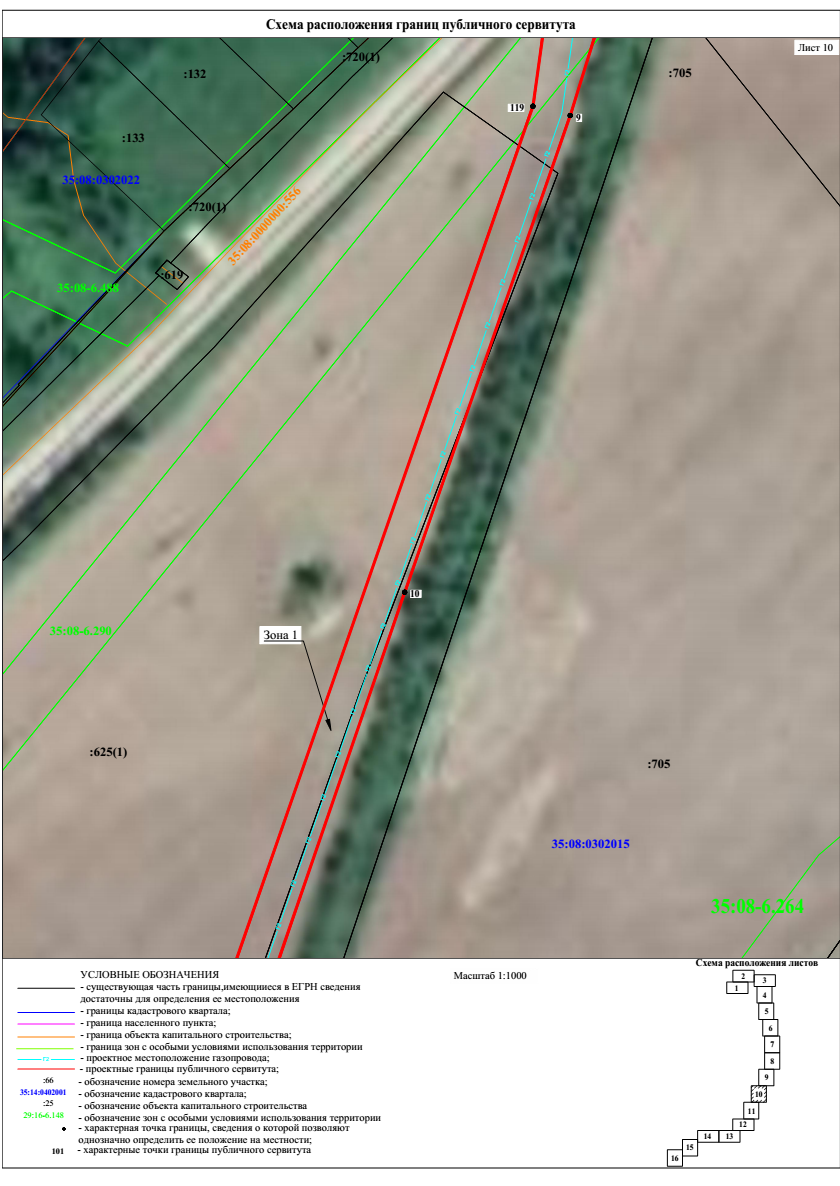 Схема расположения границ публичного сервитута
Лист 10
:720(1)
:132
:705
119
9
:133
35:08:0302022
:720(1)
35:08:0000000:556
:619
35:08-6.488
10
35:08-6.290
Зона 1
:625(1)
:705
35:08:0302015
35:08-6.264
УСЛОВНЫЕ ОБОЗНАЧЕНИЯ
- существующая часть границы,имеющиеся в ЕГРН сведения
достаточны для определения ее местоположения
- границы кадастрового квартала;
- граница населенного пункта;
- граница объекта капитального строительства;
- граница зон с особыми условиями использования территории
- проектное местоположение газопровода;
- проектные границы публичного сервитута;
:66 - обозначение номера земельного участка;
35:14:0402001 - обозначение кадастрового квартала;
:25 - обозначение объекта капитального строительства
29:16-6.148 - обозначение зон с особыми условиями использования территории
- характерная точка границы, сведения о которой позволяют
однозначно определить ее положение на местности;
101 - характерные точки границы публичного сервитута
Масштаб 1:1000
Схема расположения листов
2
3
1
4
5
6
7
8
9
10
11
12
14
13
15
16